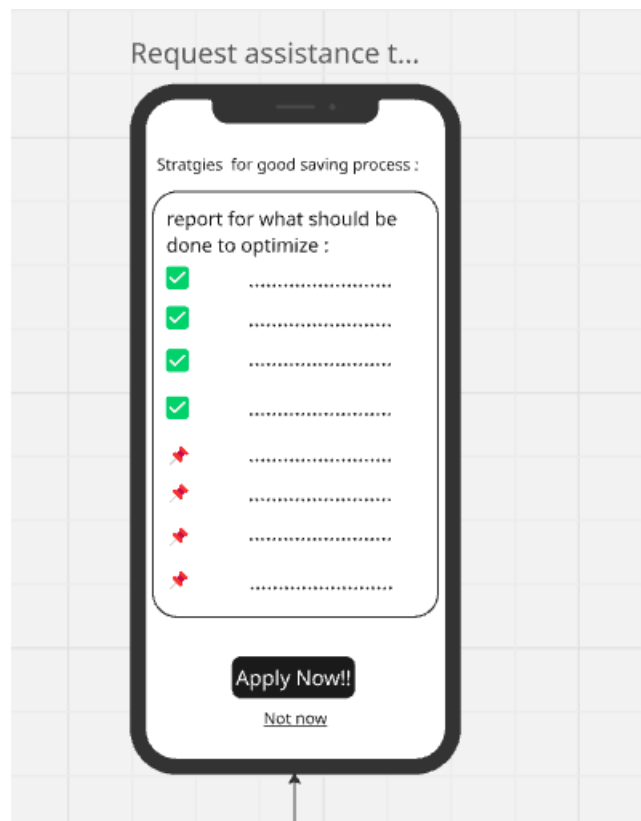 Request assistance t...
Stratgies for good saving process :
report for what should be
done to optimize :
Apply Now!!
Not now